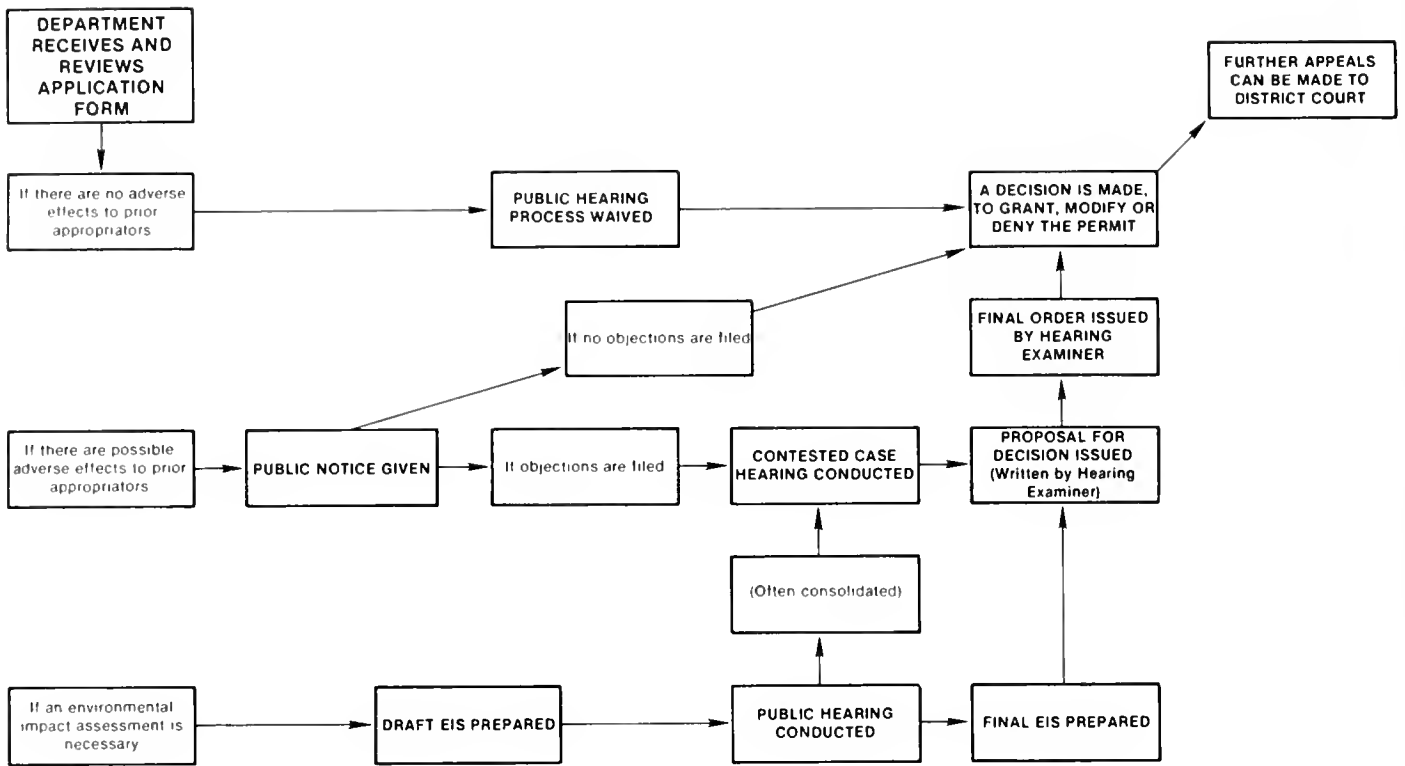 DEPARTMENT
RECEIVES AND
REVIEWS
APPLICATION
FORM
FURTHER APPEALS
CAN BE MADE TO
DISTRICT COURT
If there are no adverse
effects to prior
appropriators
PUBLIC HEARING
PROCESS WAIVED
A DECISION IS MADE,
TO GRANT, MODIFY OR
DENY THE PERMIT
If no objections are filed
FINAL ORDER ISSUED
BY HEARING
EXAMINER
If there are possible
adverse effects to prior
appropriators
PUBLIC NOTICE GIVEN
If objections are filed
CONTESTED CASE
HEARING CONDUCTED
PROPOSAL FOR
DECISION ISSUED
(Written by Hearing
Examiner)
(Often consolidated)
If an environmental
impact assessment is
necessary
DRAFT EIS PREPARED
PUBLIC HEARING
CONDUCTED
FINAL EIS PREPARED